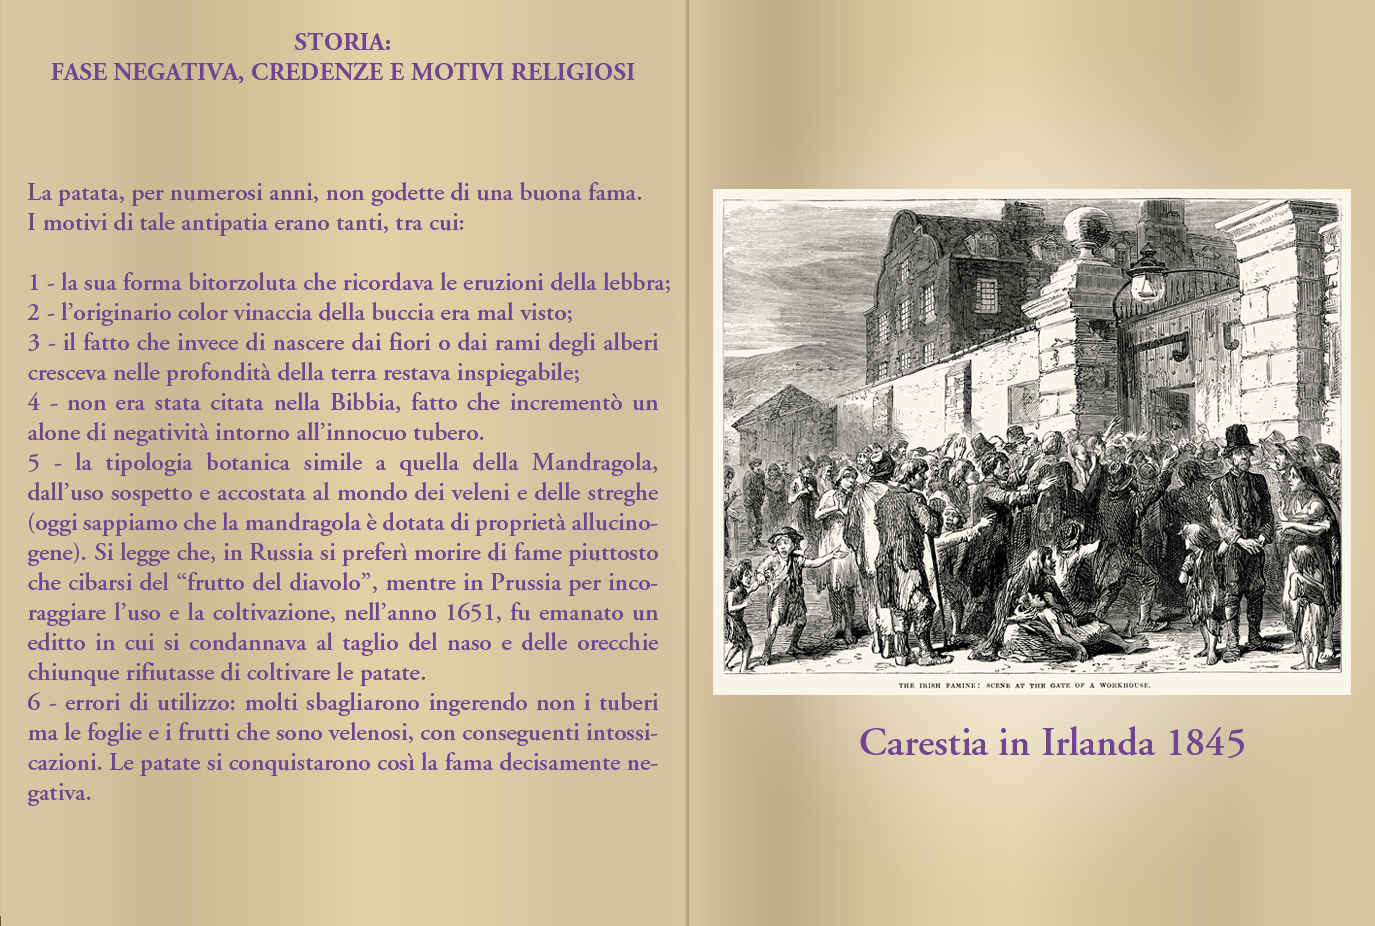 STORIA:
FASE NEGATIVA, CREDENZE E MOTIVI RELIGIOSI
La patata, per numerosi anni, non godette di una buona fama.
I motivi di tale antipatia erano tanti, tra cui:
1 - la sua forma bitorzoluta che ricordava le eruzioni della lebbra;
2 - l’originario color vinaccia della buccia era mal visto;
3 - il fatto che invece di nascere dai fiori o dai rami degli alberi
cresceva nelle profondità della terra restava inspiegabile;
4 - non era stata citata nella Bibbia, fatto che incrementò un
alone di negatività intorno all’innocuo tubero.
5 - la tipologia botanica simile a quella della Mandragola,
dall’uso sospetto e accostata al mondo dei veleni e delle streghe
(oggi sappiamo che la mandragola è dotata di proprietà allucino-
gene). Si legge che, in Russia si preferì morire di fame piuttosto
che cibarsi del “frutto del diavolo”, mentre in Prussia per inco-
raggiare l’uso e la coltivazione, nell’anno 1651, fu emanato un
editto in cui si condannava al taglio del naso e delle orecchie
chiunque rifiutasse di coltivare le patate.
6 - errori di utilizzo: molti sbagliarono ingerendo non i tuberi
ma le foglie e i frutti che sono velenosi, con conseguenti intossi-
cazioni. Le patate si conquistarono così la fama decisamente ne-
gativa.
THE IRISH FAMINE: SCENE AT THE GATE OF A WORKHOUSE.
Carestia in Irlanda 1845